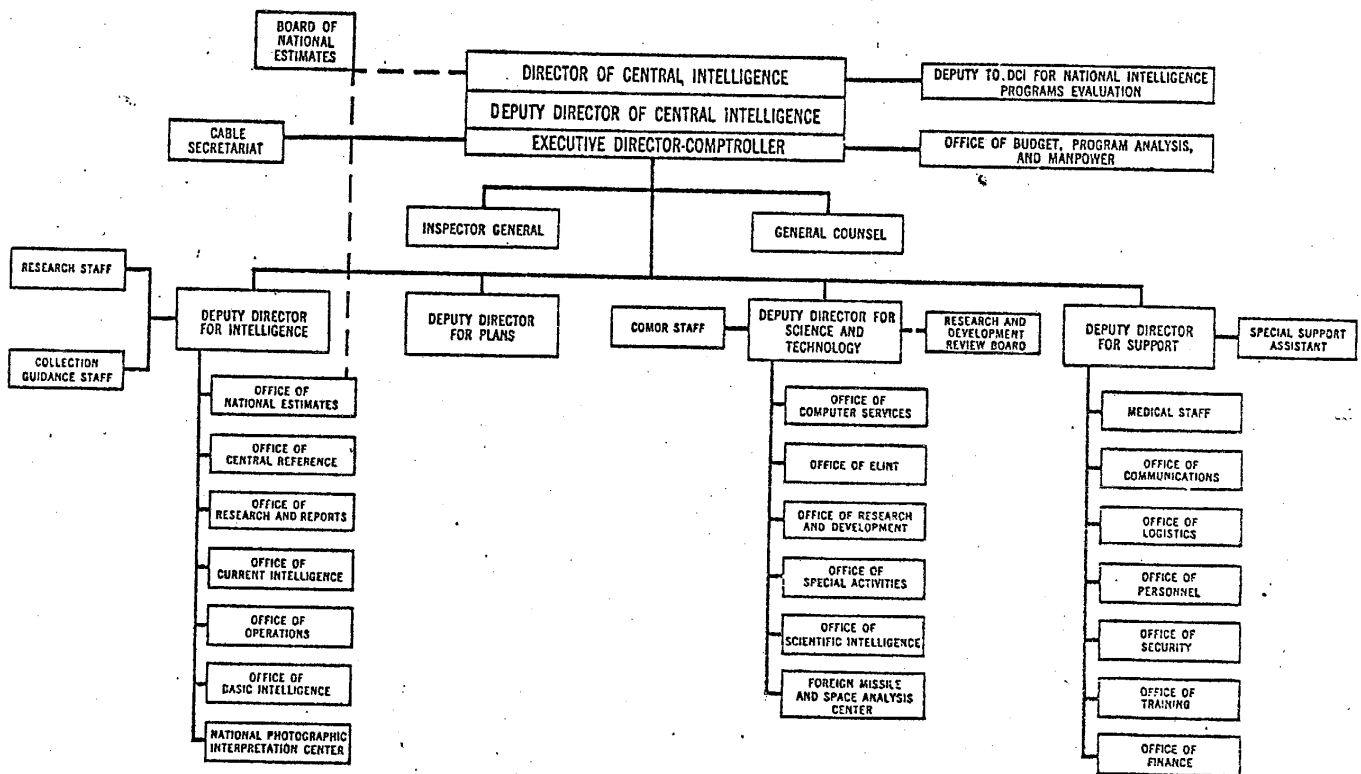 BOARD OF
NATIONAL
ESTIMATES
DIRECTOR OF CENTRAL INTELLIGENCE
DEPUTY TO DCI FOR NATIONAL INTELLIGENCE
PROGRAMS EVALUATION
DEPUTY DIRECTOR OF CENTRAL INTELLIGENCE
CABLE
SECRETARIAT
EXECUTIVE DIRECTOR-COMPTROLLER
OFFICE OF BUDGET, PROGRAM ANALYSIS,
AND MANPOWER
INSPECTOR GENERAL
GENERAL COUNSEL
RESEARCH STAFF
COLLECTION
GUIDANCE STAFF
DEPUTY DIRECTOR
FOR INTELLIGENCE
DEPUTY DIRECTOR
FOR PLANS
COMOR STAFF
DEPUTY DIRECTOR FOR
SCIENCE AND
TECHNOLOGY
RESEARCH AND
DEVELOPMENT
REVIEW BOARD
DEPUTY DIRECTOR
FOR SUPPORT
SPECIAL SUPPORT
ASSISTANT
OFFICE OF
NATIONAL ESTIMATES
OFFICE OF
CENTRAL REFERENCE
OFFICE OF
RESEARCH AND REPORTS
OFFICE OF
CURRENT INTELLIGENCE
OFFICE OF
OPERATIONS
OFFICE OF
BASIC INTELLIGENCE
NATIONAL PHOTOGRAPHIC
INTERPRETATION CENTER
OFFICE OF
COMPUTER SERVICES
OFFICE OF ELINT
OFFICE OF RESEARCH
AND DEVELOPMENT
OFFICE OF
SPECIAL ACTIVITIES
OFFICE OF
SCIENTIFIC INTELLIGENCE
FOREIGN MISSILE
AND SPACE ANALYSIS
CENTER
MEDICAL STAFF
OFFICE OF
COMMUNICATIONS
OFFICE OF
LOGISTICS
OFFICE OF
PERSONNEL
OFFICE OF
SECURITY
OFFICE OF
TRAINING
OFFICE OF
FINANCE